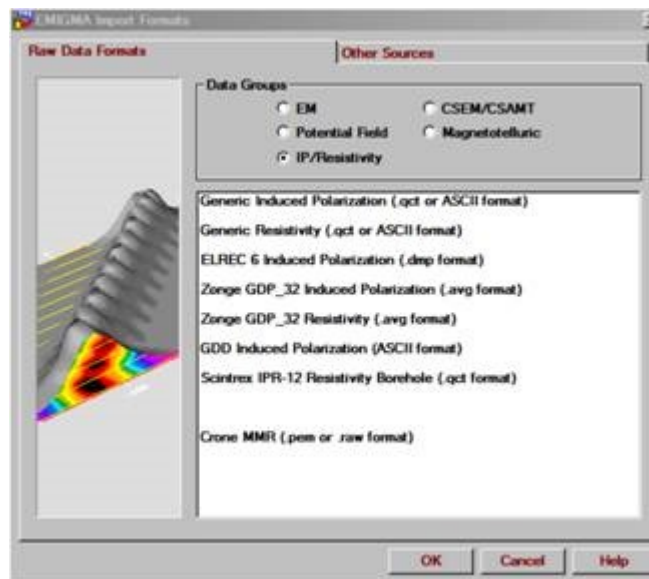 EMIGMA Import Formats
Raw Data Formats
Other Sources
Data Groups
EM
CSEM/CSAMT
Potential Field
Magnetotelluric
IP/Resistivity
Generic Induced Polarization (.qct or ASCII format)
Generic Resistivity (.qct or ASCII format)
ELREC 6 Induced Polarization (.dmp format)
Zonge GDP_32 Induced Polarization (.avg format)
Zonge GDP_32 Resistivity (.avg format)
GDD Induced Polarization (ASCII format)
Scintrex IPR-12 Resistivity Borehole (.qct format)
Crone MMR (.pem or .raw format)
OK
Cancel
Help